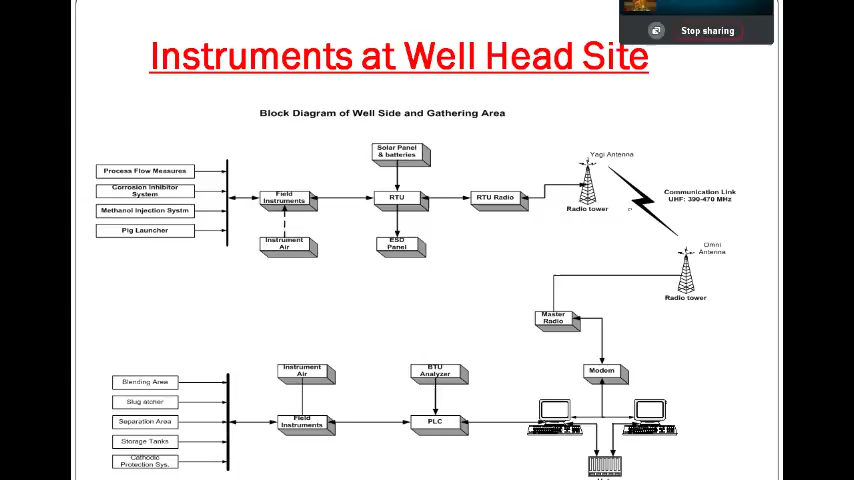 Stop sharing
Instruments at Well Head Site
Block Diagram of Well Side and Gathering Area
Solar Panel
& batteries
Yagi Antenna
Process Flow Measures
Corrosion Inhibitor
System
Methanol Injection Systm
Pig Launcher
Field
Instruments
RTU
RTU Radio
Radio tower
Communication Link
UHF: 390-470 MHz
Instrument
Air
ESD
Panel
Omni
Antenna
Radio tower
Master
Radio
Instrument
Air
BTU
Analyzer
Modem
Blending Area
Slug atcher
Separation Area
Storage Tanks
Cathodic
Protection Sys.
Field
Instruments
PLC